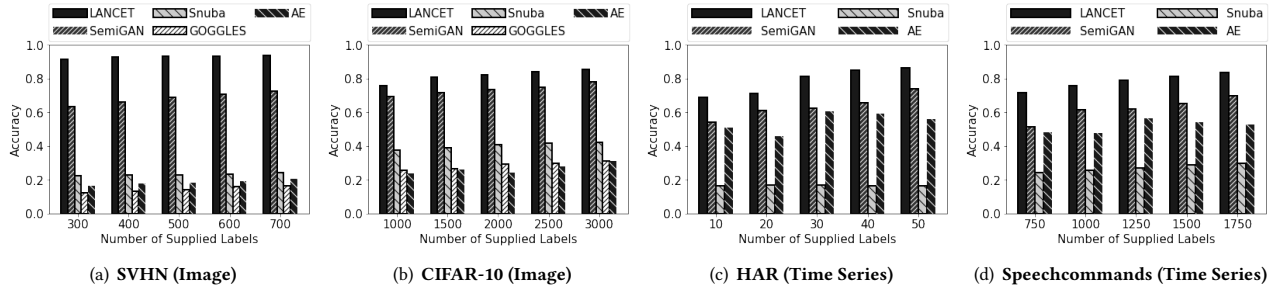 LANCET Snuba AE
SemiGAN GOGGLES
Accuracy
1.0
0.8
0.6
0.4
0.2
0.0
300 400 500 600 700
Number of Supplied Labels
(a) SVHN (Image)
LANCET Snuba AE
SemiGAN GOGGLES
Accuracy
1.0
0.8
0.6
0.4
0.2
0.0
1000 1500 2000 2500 3000
Number of Supplied Labels
(b) CIFAR-10 (Image)
LANCET Snuba
SemiGAN AE
Accuracy
1.0
0.8
0.6
0.4
0.2
0.0
10 20 30 40 50
Number of Supplied Labels
(c) HAR (Time Series)
LANCET Snuba
SemiGAN AE
Accuracy
1.0
0.8
0.6
0.4
0.2
0.0
750 1000 1250 1500 1750
Number of Supplied Labels
(d) Speechcommands (Time Series)